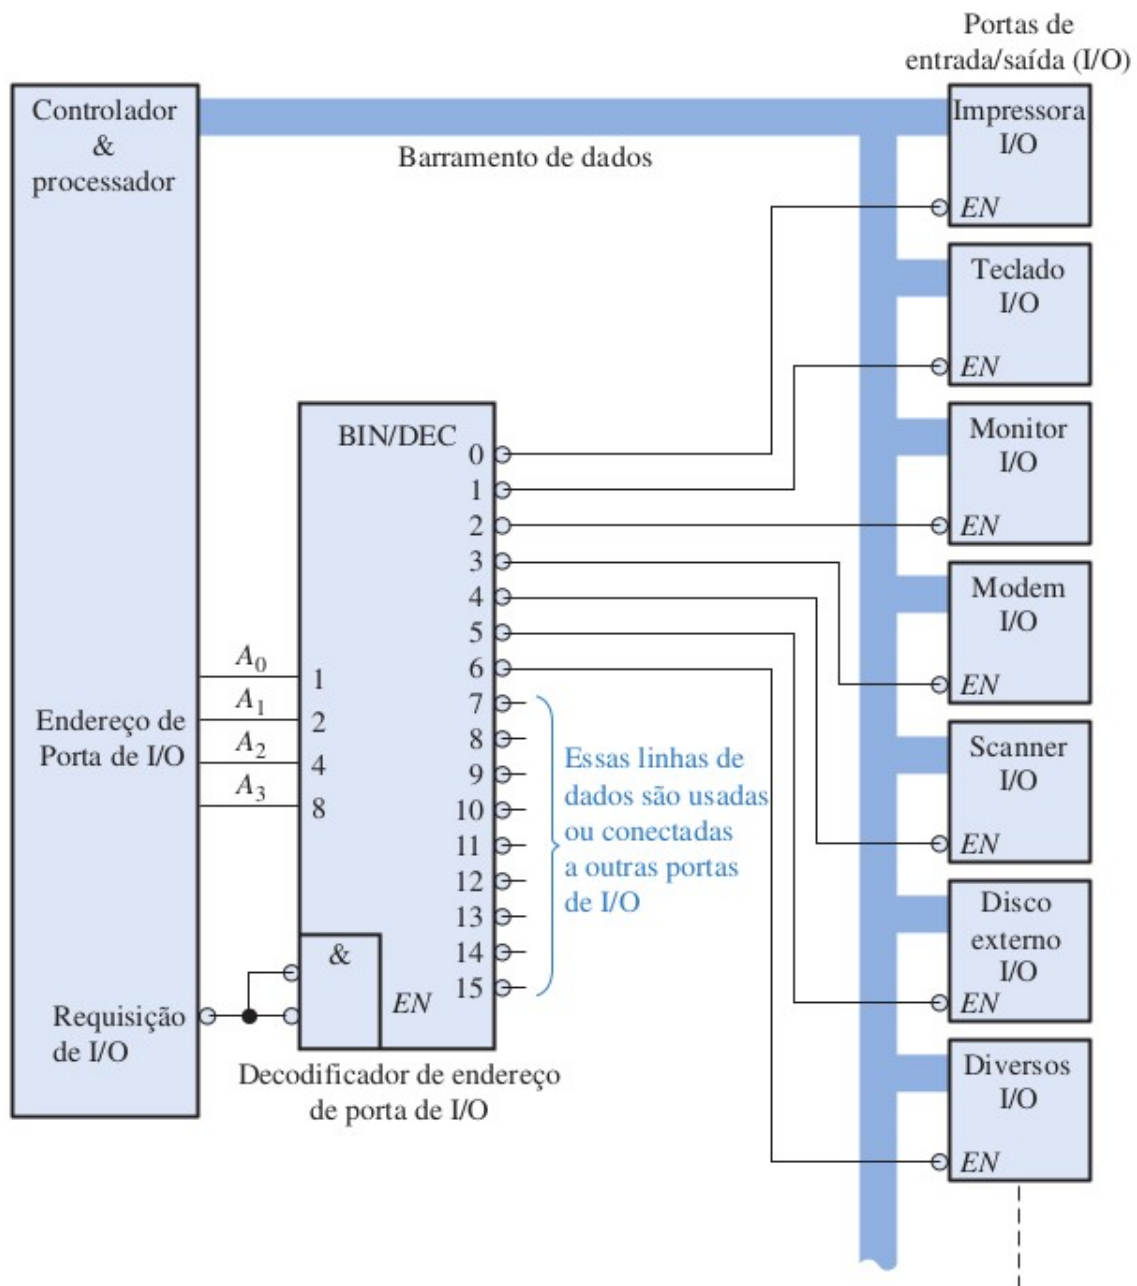 Portas de
entrada/saída (I/O)
Controlador
&
processador
Barramento de dados
Impressora
I/O
EN
Teclado
I/O
EN
Monitor
I/O
EN
Modem
I/O
EN
Scanner
I/O
EN
Disco
externo
I/O
EN
Diversos
I/O
EN
BIN/DEC
0
1
2
3
4
5
6
7
8
9
10
11
12
13
14
15
A0
A1
A2
A3
1
2
4
8
Endereço de
Porta de I/O
Essas linhas de
dados são usadas
ou conectadas
a outras portas
de I/O
&
EN
Requisição
de I/O
Decodificador de endereço
de porta de I/O